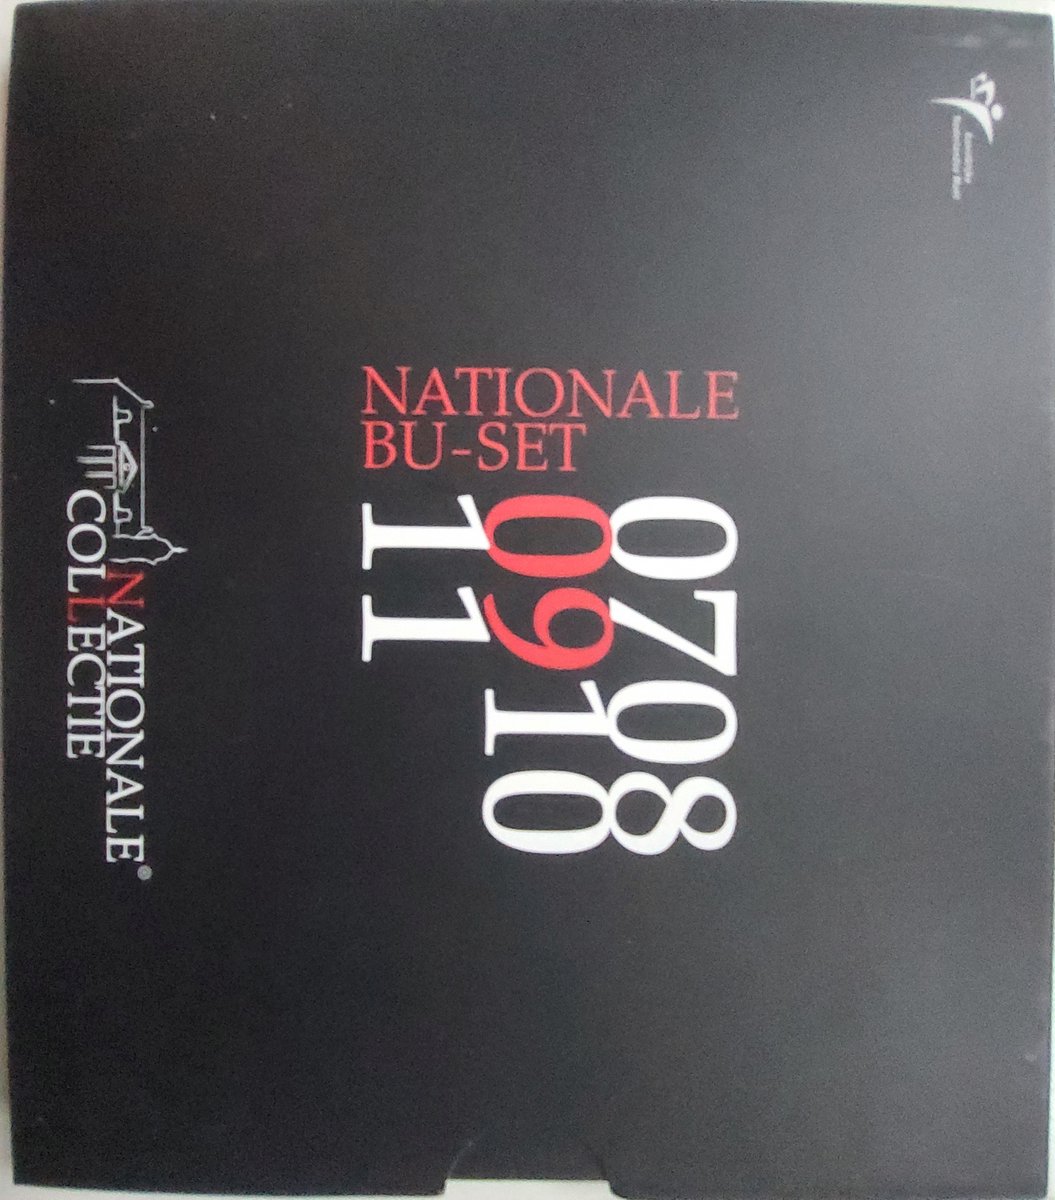 NATIONALE
BU-SET
0708
0910
11
NATIONALE®
COLLECTIE